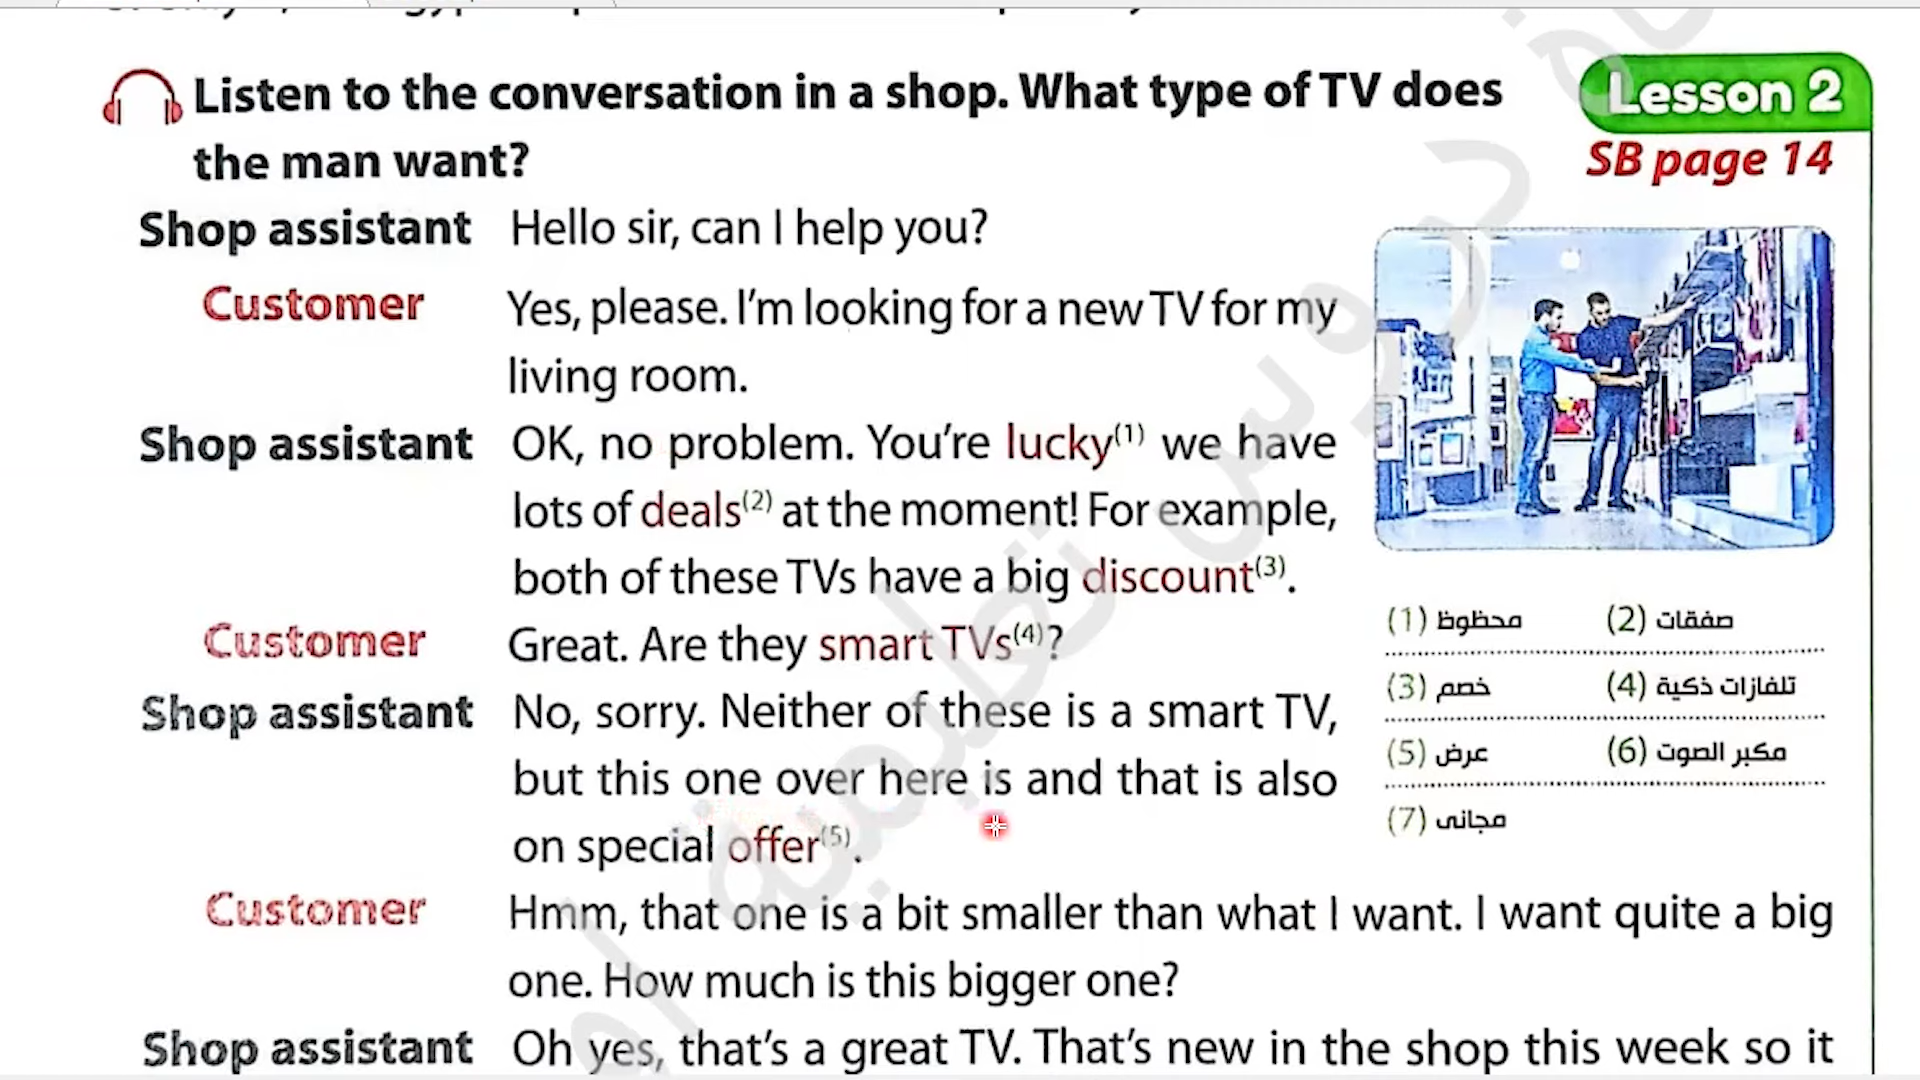 Listen to the conversation in a shop. What type of TV does
the man want?
Lesson 2
SB page 14
Shop assistant Hello sir, can I help you?
Customer Yes, please. I'm looking for a new TV for my
living room.
Shop assistant OK, no problem. You're lucky(1) we have
lots of deals(2) at the moment! For example,
both of these TVs have a big discount(3).
Customer Great. Are they smart TVs(4)?
Shop assistant No, sorry. Neither of these is a smart TV,
but this one over here is and that is also
on special offer(5).
(1) محظوظ (2) صفقات
(3) خصم (4) تلفازات ذكية
(5) عرض (6) مكبر الصوت
(7) مجانى
Customer Hmm, that one is a bit smaller than what I want. I want quite a big
one. How much is this bigger one?
Shop assistant Oh yes, that's a great TV. That's new in the shop this week so it
دروس تعليمية